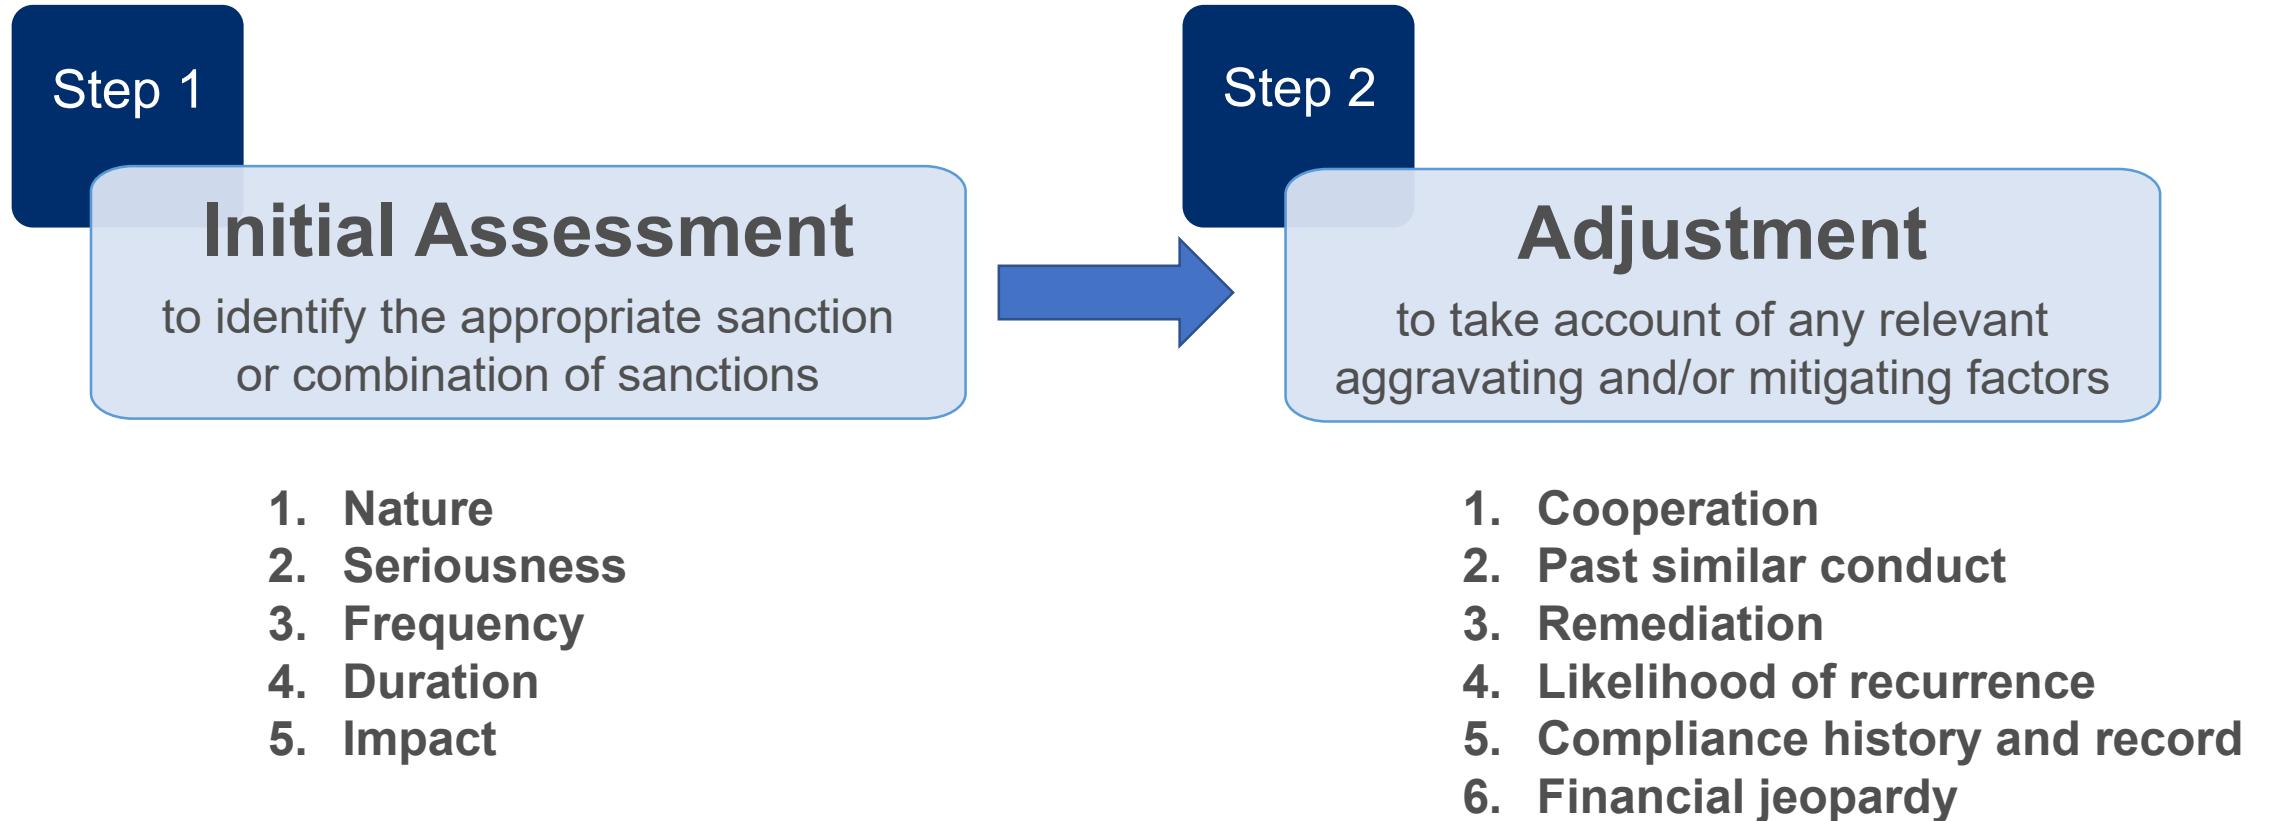 Step 1
Initial Assessment
to identify the appropriate sanction
or combination of sanctions
1. Nature
2. Seriousness
3. Frequency
4. Duration
5. Impact
Step 2
Adjustment
to take account of any relevant
aggravating and/or mitigating factors
1. Cooperation
2. Past similar conduct
3. Remediation
4. Likelihood of recurrence
5. Compliance history and record
6. Financial jeopardy